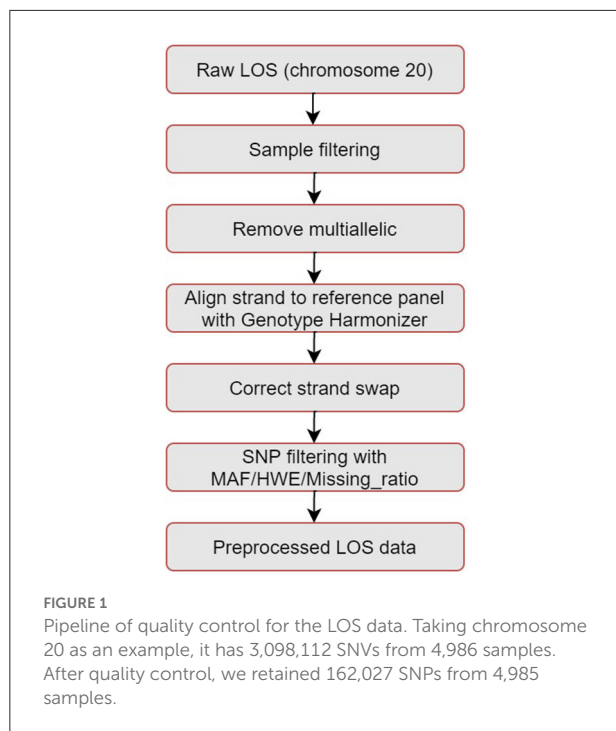 Raw LOS (chromosome 20)
Sample filtering
Remove multiallelic
Align strand to reference panel
with Genotype Harmonizer
Correct strand swap
SNP filtering with
MAF/HWE/Missing_ratio
Preprocessed LOS data
FIGURE 1
Pipeline of quality control for the LOS data. Taking chromosome
20 as an example, it has 3,098,112 SNVs from 4,986 samples.
After quality control, we retained 162,027 SNPs from 4,985
samples.